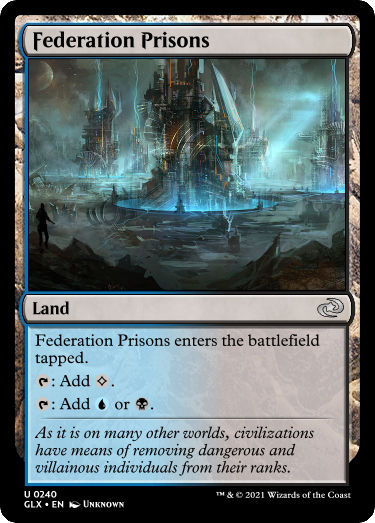 Federation Prisons
Land
Federation Prisons enters the battlefield
tapped.
: Add .
: Add or .
As it is on many other worlds, civilizations
have means of removing dangerous and
villainous individuals from their ranks.
U 0240
GLX • EN Unknown
™ & © 2021 Wizards of the Coast